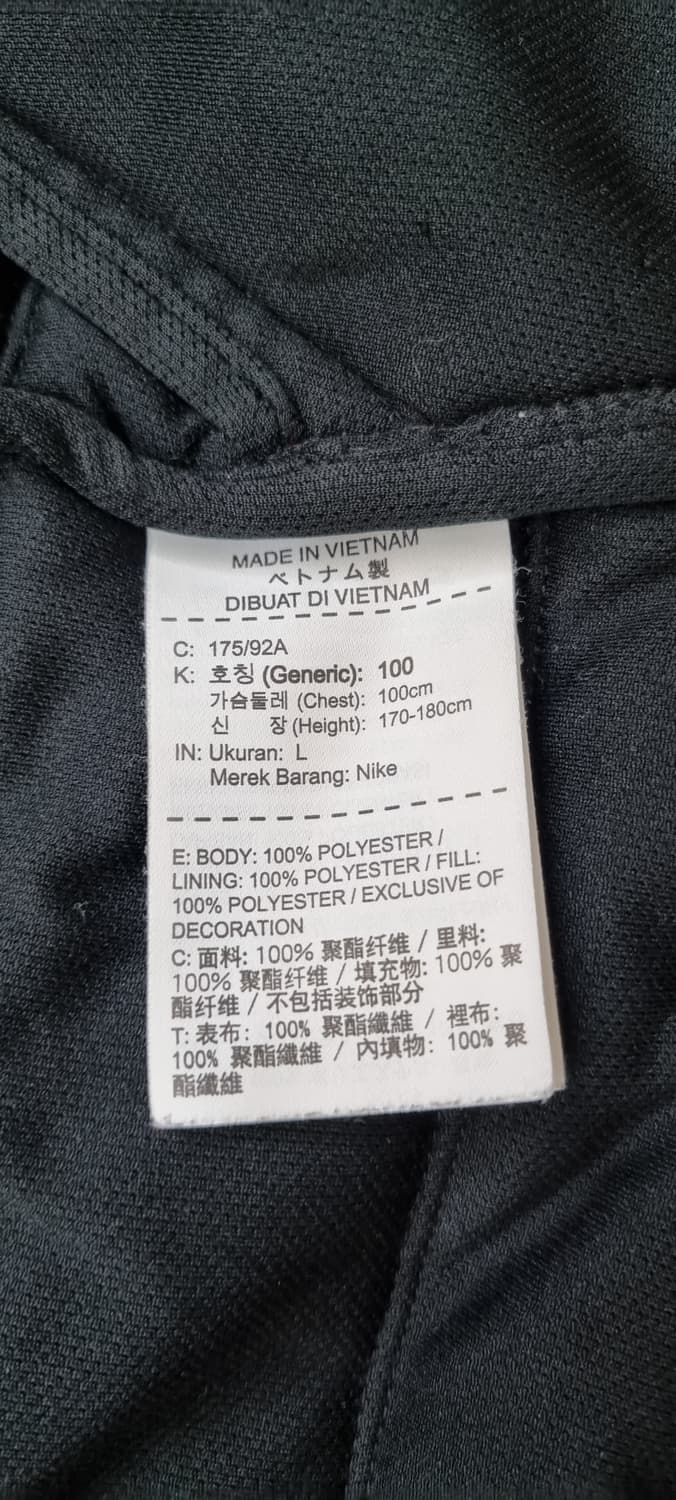 MADE IN VIETNAM
ベトナム製
DIBUAT DI VIETNAM
C: 175/92A
K: 호칭 (Generic): 100
가슴둘레 (Chest): 100cm
신 장 (Height): 170-180cm
IN: Ukuran: L
Merek Barang: Nike
E: BODY: 100% POLYESTER /
LINING: 100% POLYESTER / FILL:
100% POLYESTER / EXCLUSIVE OF
DECORATION
C: 面料: 100% 聚酯纤维 / 里料:
100% 聚酯纤维 / 填充物: 100% 聚
酯纤维 / 不包括装饰部分
T: 表布: 100% 聚酯纖維 / 裡布:
100% 聚酯纖維 / 內填物: 100% 聚
酯纖維